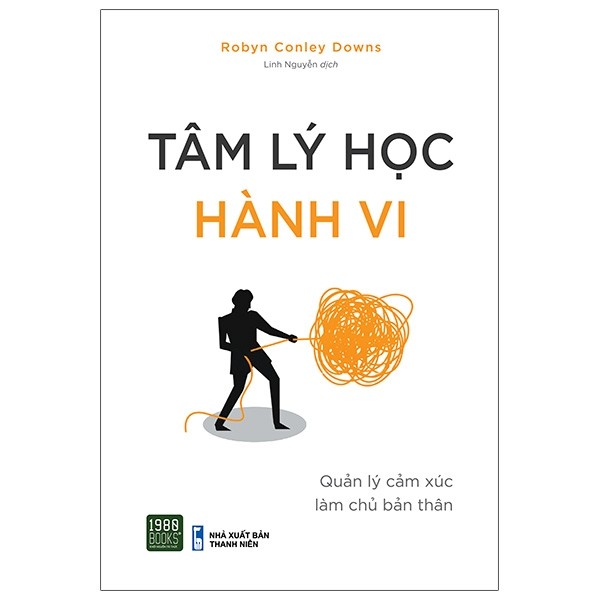 Robyn Conley Downs
Linh Nguyễn dịch
TÂM LÝ HỌC
HÀNH VI
Quản lý cảm xúc
làm chủ bản thân
1980
BOOKS
NHÀ XUẤT BẢN
THANH NIÊN